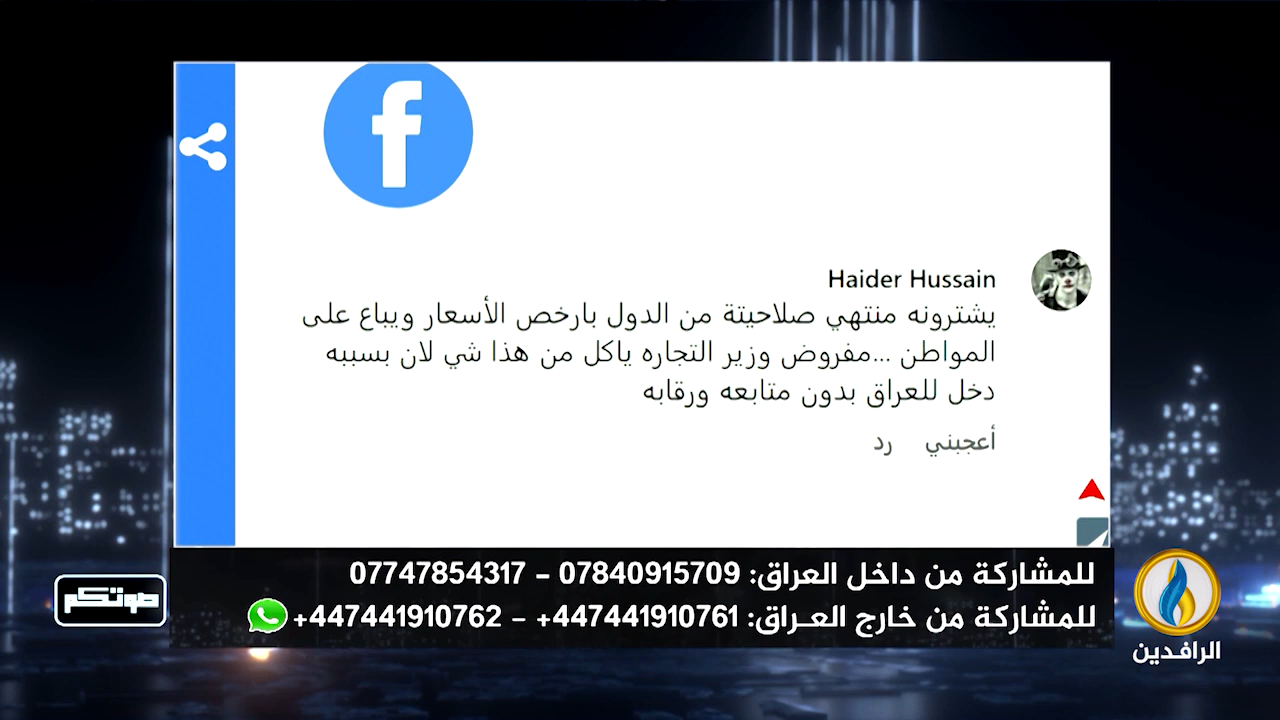 f
Haider Hussain
يشترونه منتهي صلاحيتة من الدول بارخص الأسعار ويباع على
المواطن ...مفروض وزير التجاره ياكل من هذا شي لان بسببه
دخل للعراق بدون متابعه ورقابه
أعجبني رد
للمشاركة من داخل العراق: 07840915709 - 07747854317
للمشاركة من خارج العـراق: 447441910761+ - 447441910762+
صوتكم
الرافدين